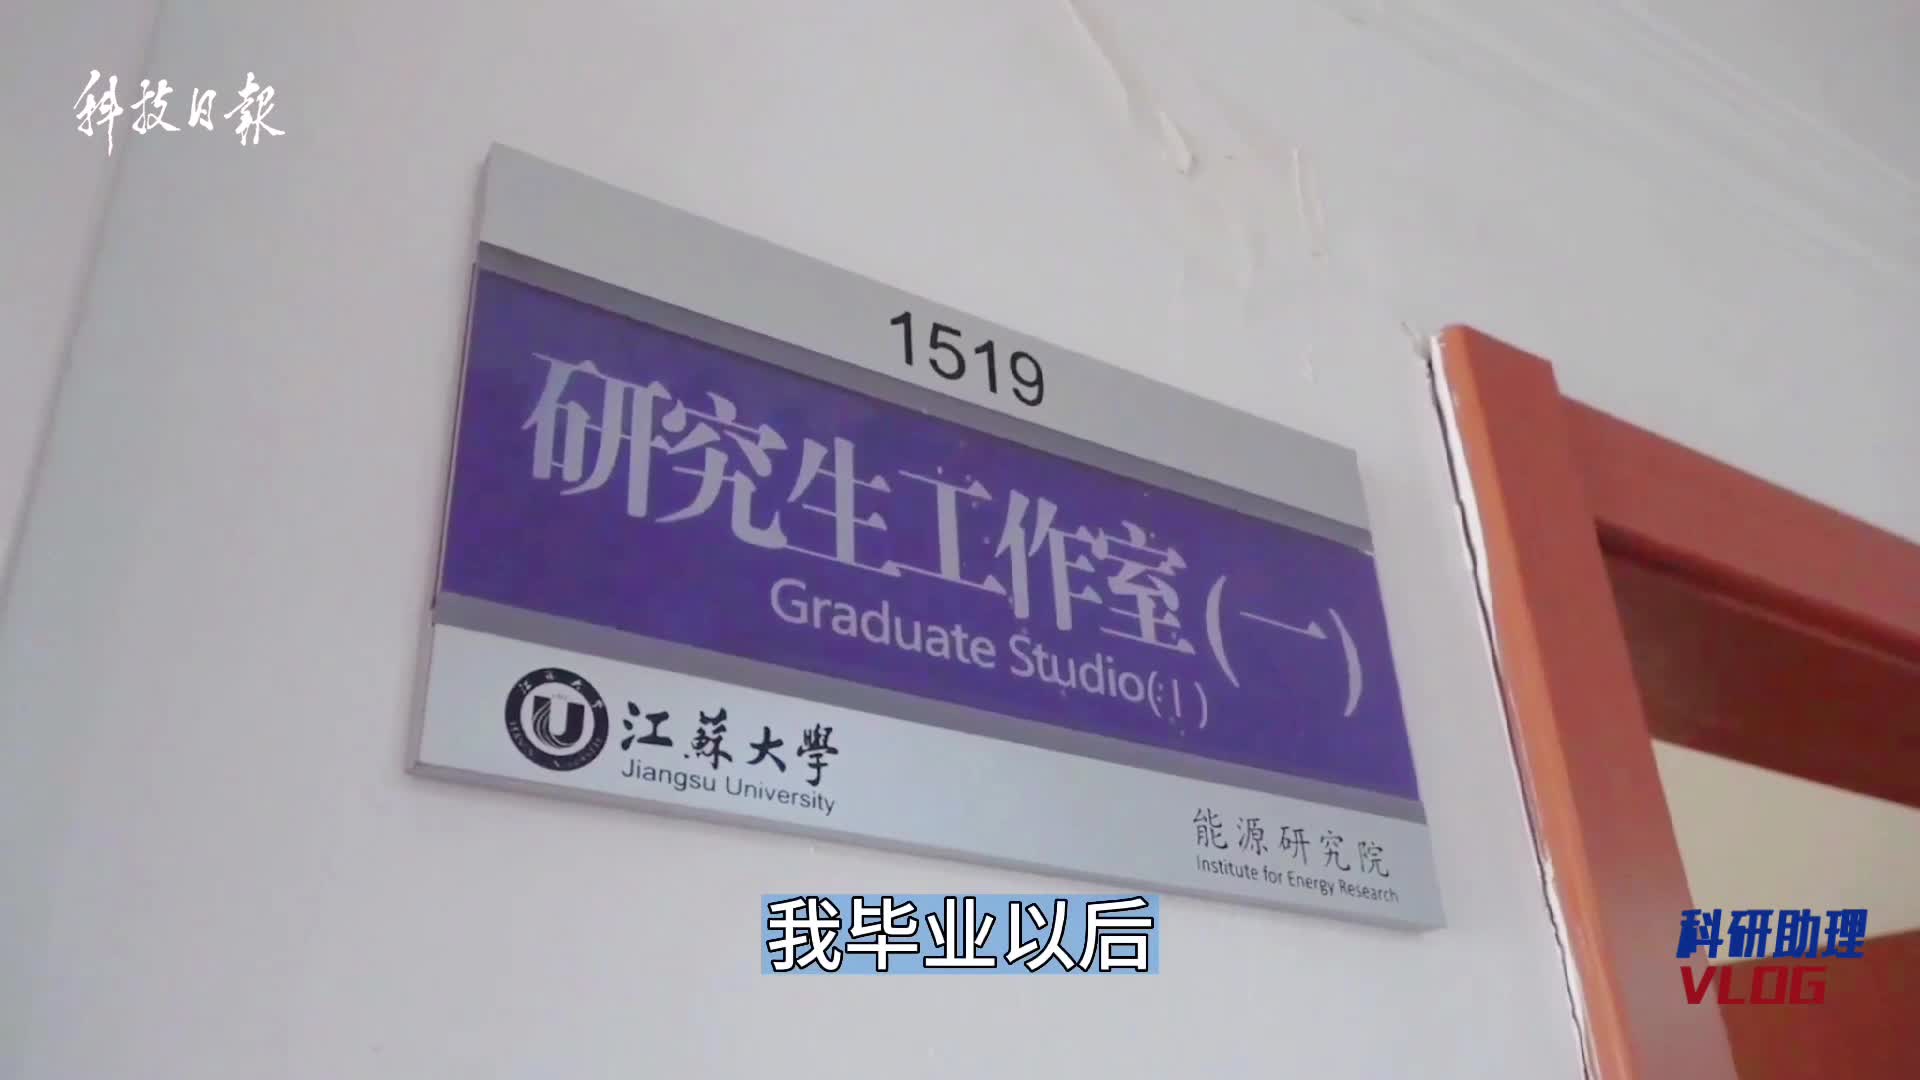 科技日報
1519
研究生工作室(一)
Graduate Studio(Ⅰ)
江蘇大學
Jiangsu University
能源研究院
Institute for Energy Research
我毕业以后
科研助理
VLOG